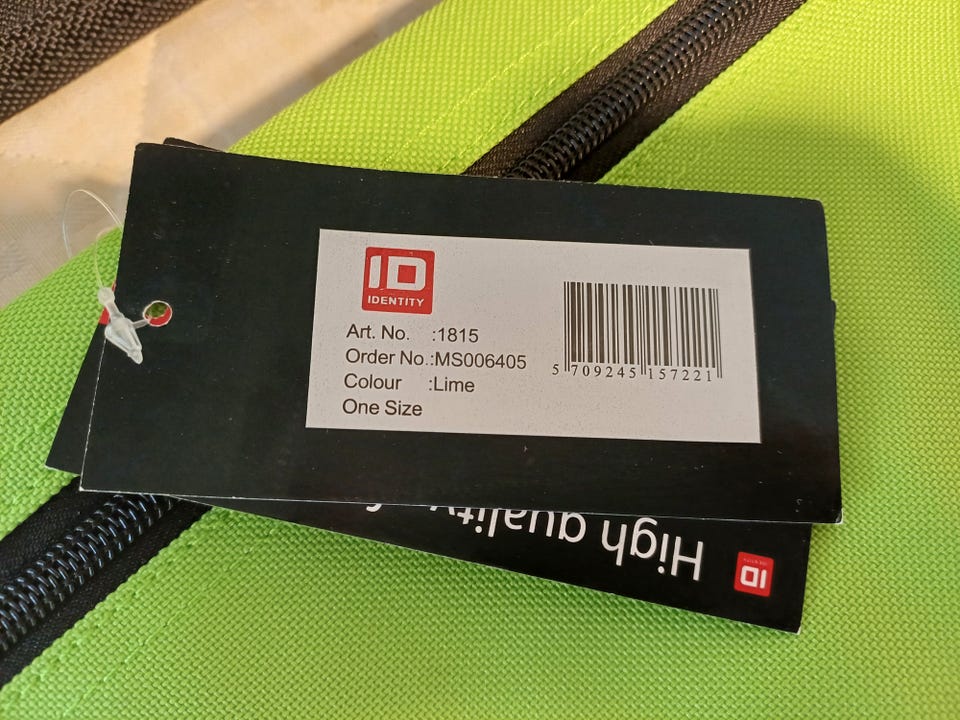 ID
IDENTITY
Art. No. :1815
Order No.:MS006405
Colour :Lime
One Size
5 709245 157221
High quality
ID